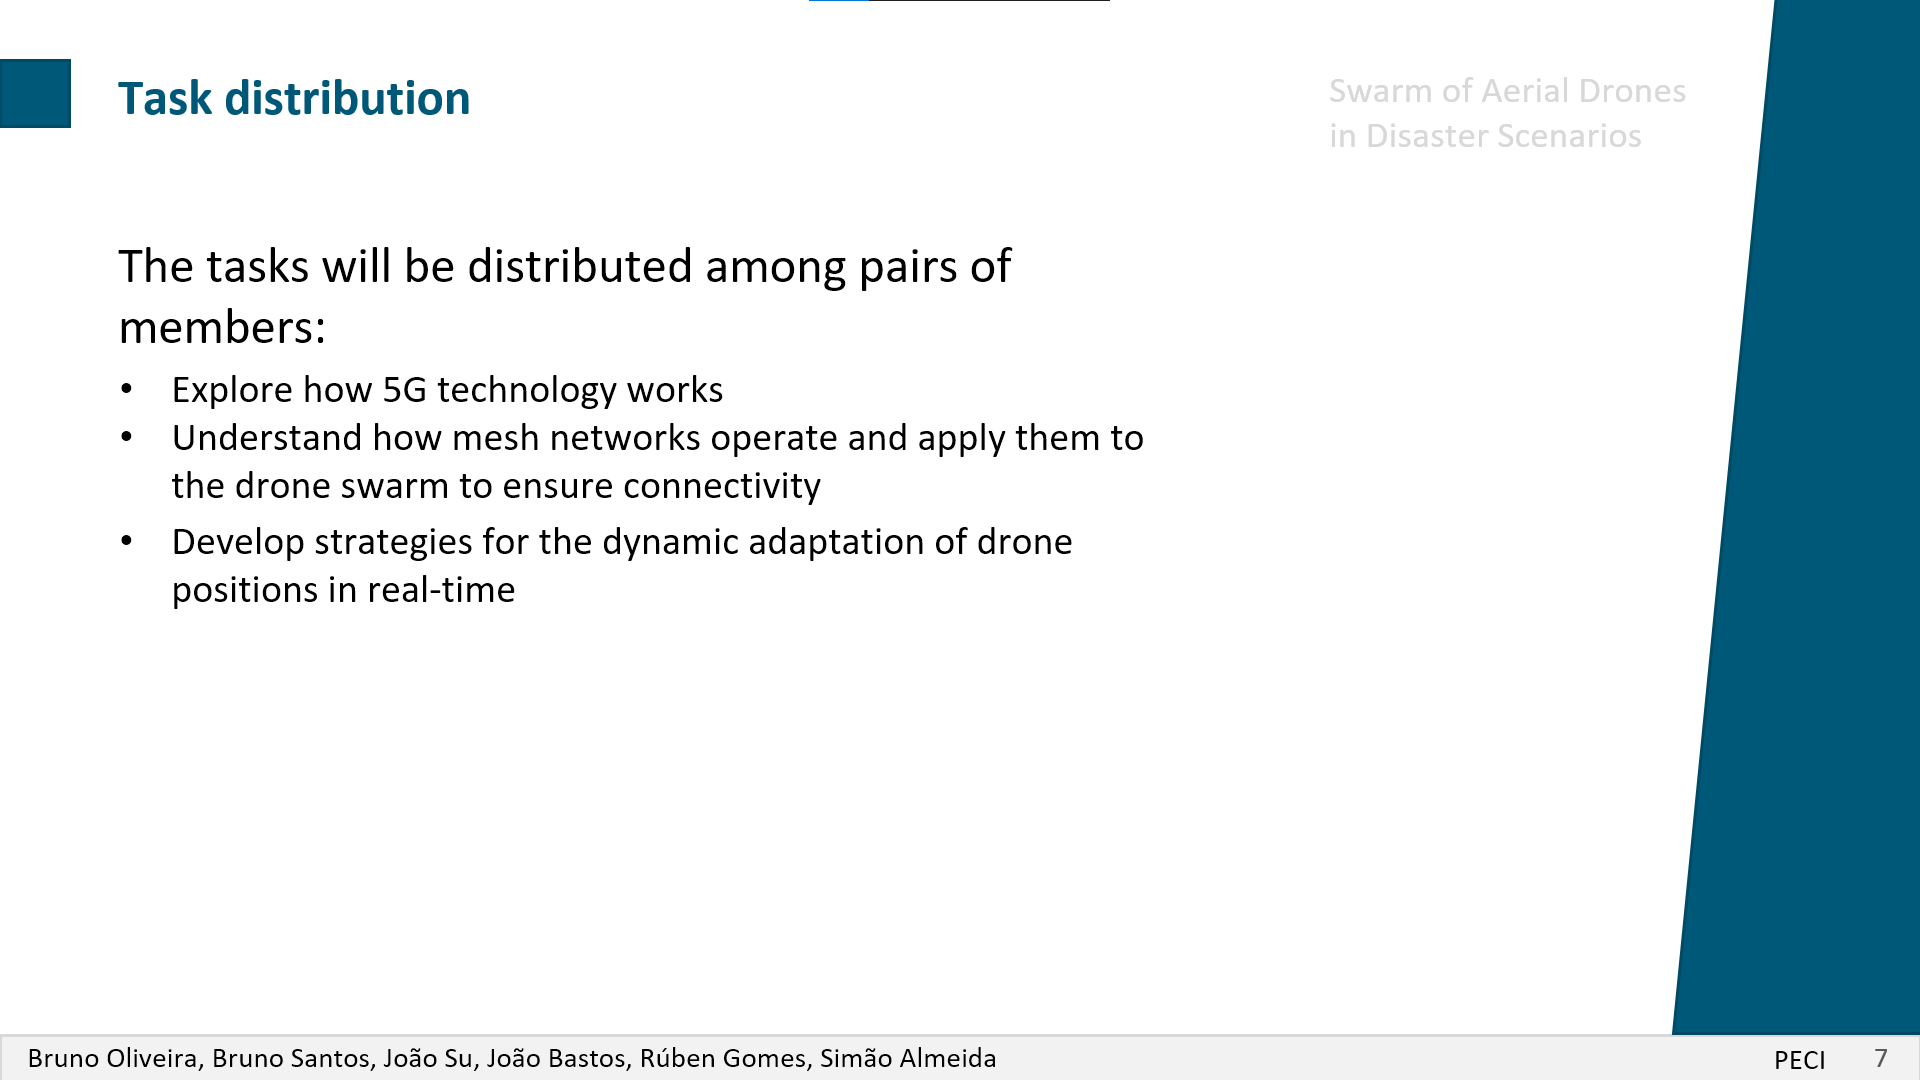 Task distribution
Swarm of Aerial Drones
in Disaster Scenarios
The tasks will be distributed among pairs of
members:
• Explore how 5G technology works
• Understand how mesh networks operate and apply them to
the drone swarm to ensure connectivity
• Develop strategies for the dynamic adaptation of drone
positions in real-time
Bruno Oliveira, Bruno Santos, João Su, João Bastos, Rúben Gomes, Simão Almeida
PECI 7